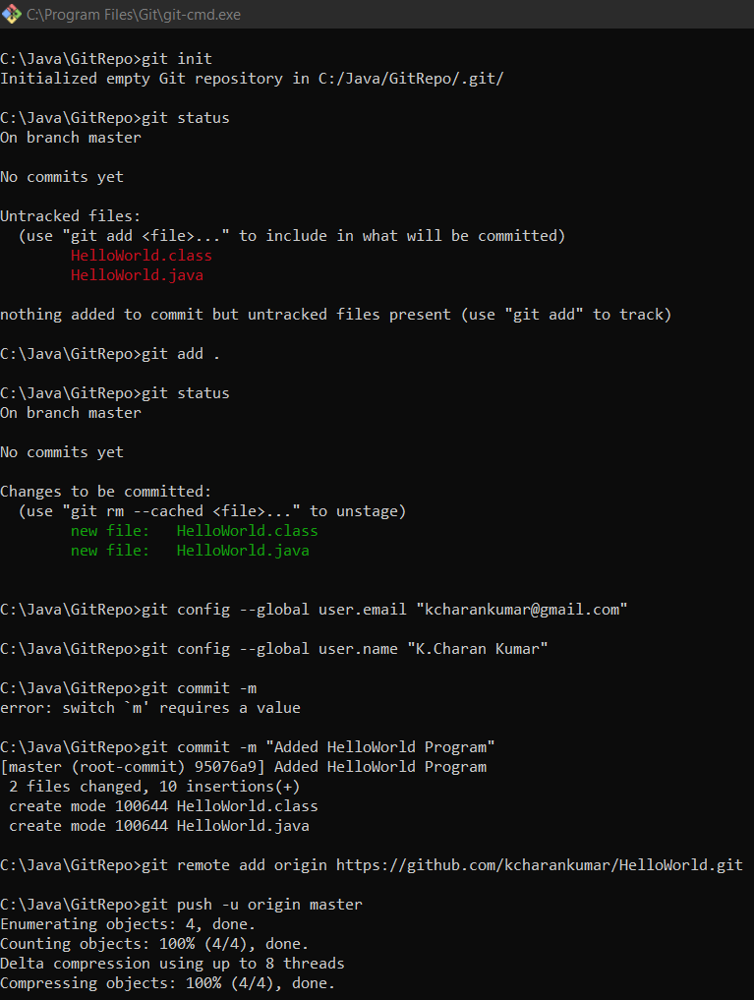 C:\Program Files\Git\git-cmd.exe
C:\Java\GitRepo>git init
Initialized empty Git repository in C:/Java/GitRepo/.git/
C:\Java\GitRepo>git status
On branch master
No commits yet
Untracked files:
  (use "git add <file>..." to include in what will be committed)
        HelloWorld.class
        HelloWorld.java
nothing added to commit but untracked files present (use "git add" to track)
C:\Java\GitRepo>git add .
C:\Java\GitRepo>git status
On branch master
No commits yet
Changes to be committed:
  (use "git rm --cached <file>..." to unstage)
        new file:   HelloWorld.class
        new file:   HelloWorld.java
C:\Java\GitRepo>git config --global user.email "kcharankumar@gmail.com"
C:\Java\GitRepo>git config --global user.name "K.Charan Kumar"
C:\Java\GitRepo>git commit -m
error: switch `m' requires a value
C:\Java\GitRepo>git commit -m "Added HelloWorld Program"
[master (root-commit) 95076a9] Added HelloWorld Program
 2 files changed, 10 insertions(+)
 create mode 100644 HelloWorld.class
 create mode 100644 HelloWorld.java
C:\Java\GitRepo>git remote add origin https://github.com/kcharankumar/HelloWorld.git
C:\Java\GitRepo>git push -u origin master
Enumerating objects: 4, done.
Counting objects: 100% (4/4), done.
Delta compression using up to 8 threads
Compressing objects: 100% (4/4), done.